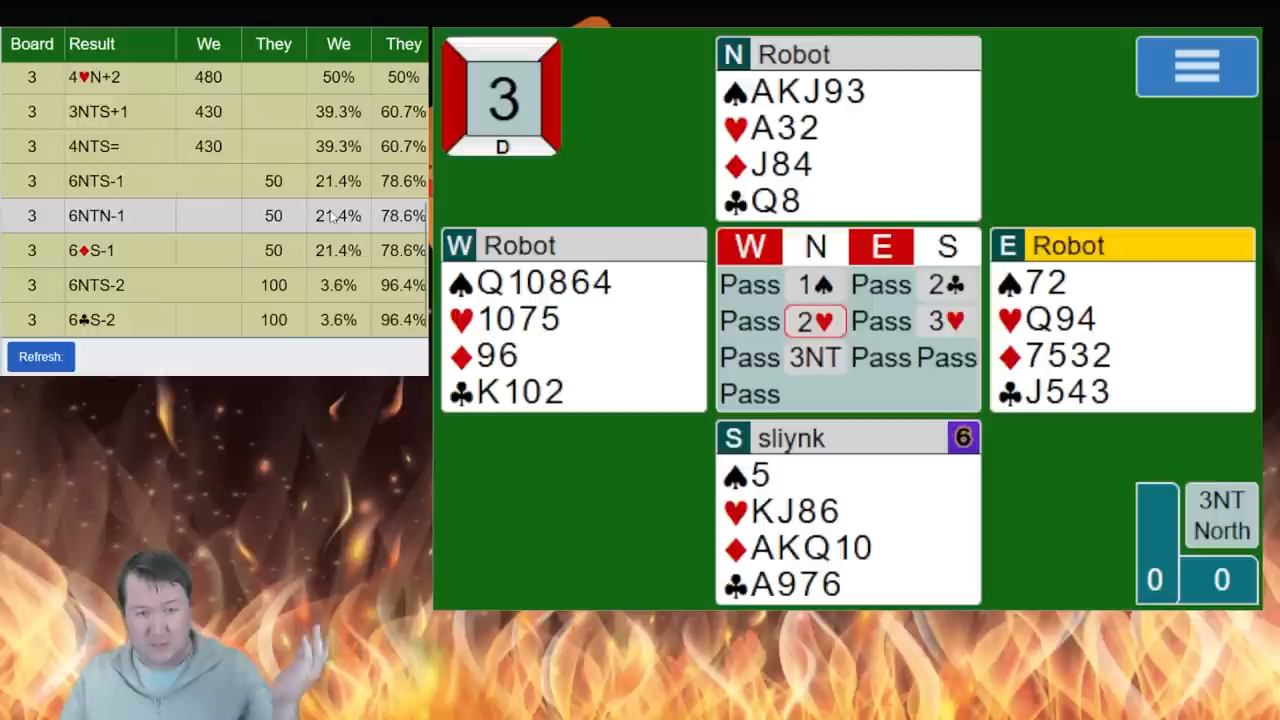 Board Result We They We They
3 4♥N+2 480 50% 50%
3 3NTS+1 430 39.3% 60.7%
3 4NTS= 430 39.3% 60.7%
3 6NTS-1 50 21.4% 78.6%
3 6NTN-1 50 21.4% 78.6%
3 6♦S-1 50 21.4% 78.6%
3 6NTS-2 100 3.6% 96.4%
3 6♣S-2 100 3.6% 96.4%
Refresh:
3
D
N Robot
♠AKJ93
♥A32
♦J84
♣Q8
W Robot
♠Q10864
♥1075
♦96
♣K102
W N E S
Pass 1♠ Pass 2♣
Pass 2♥ Pass 3♥
Pass 3NT Pass Pass
Pass
E Robot
♠72
♥Q94
♦7532
♣J543
S sliynk 6
♠5
♥KJ86
♦AKQ10
♣A976
3NT
North
0 0